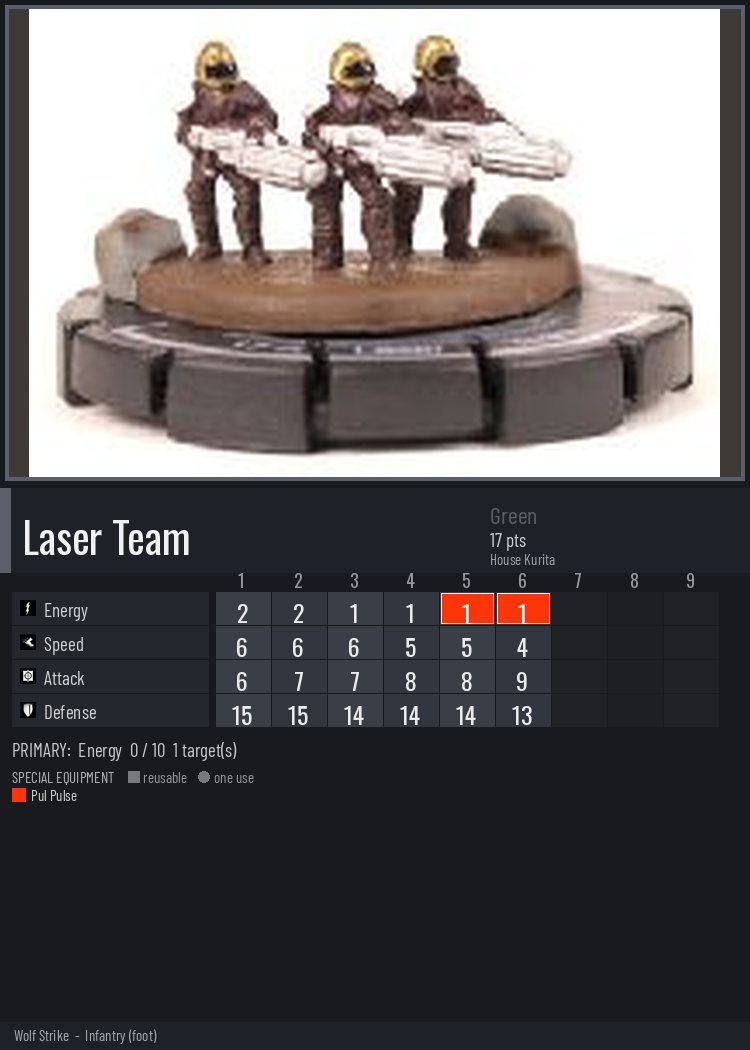 Laser Team
Green
17 pts
House Kurita
1 2 3 4 5 6 7 8 9
Energy 2 2 1 1 1 1
Speed 6 6 6 5 5 4
Attack 6 7 7 8 8 9
Defense 15 15 14 14 14 13
PRIMARY: Energy 0 / 10 1 target(s)
SPECIAL EQUIPMENT reusable one use
Pul Pulse
Wolf Strike - Infantry (foot)